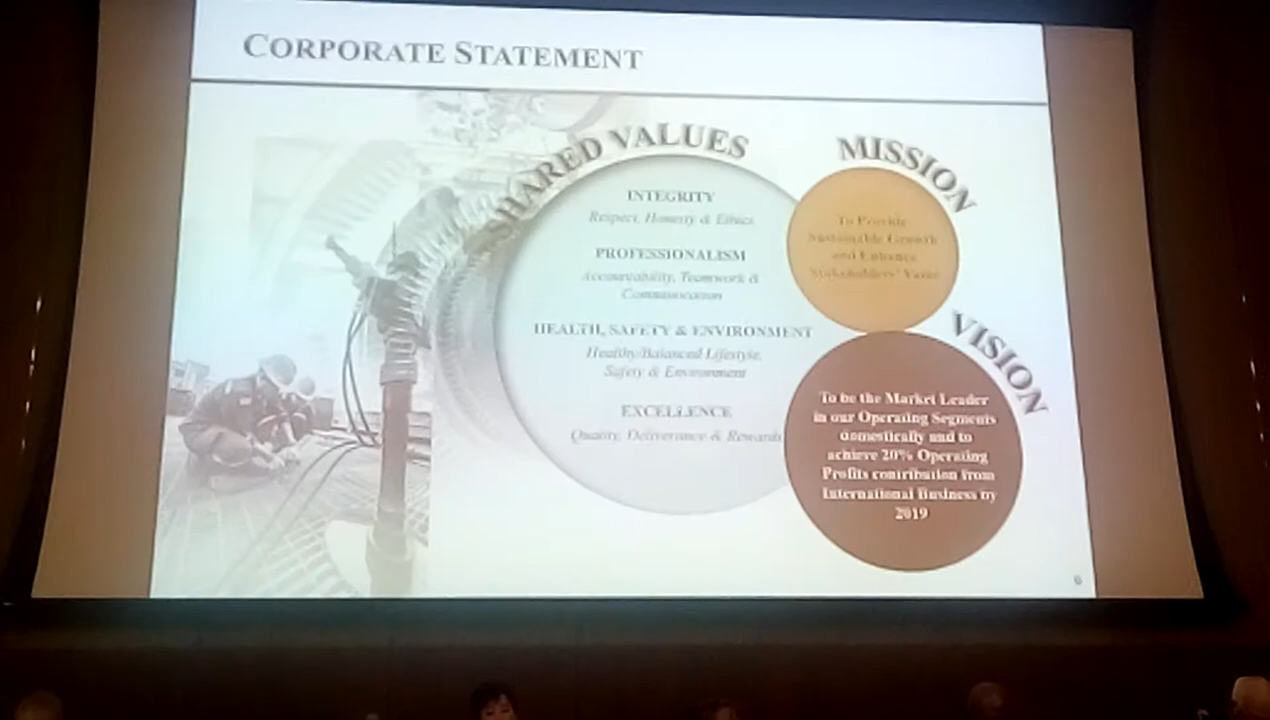 CORPORATE STATEMENT
SHARED VALUES
INTEGRITY
Respect, Honesty & Ethics
PROFESSIONALISM
Accountability, Teamwork &
Communication
HEALTH, SAFETY & ENVIRONMENT
Healthy/Balanced Lifestyle,
Safety & Environment
EXCELLENCE
Quality, Deliverance & Rewards
MISSION
To Provide
Sustainable Growth
and Enhance
Stakeholders' Value
VISION
To be the Market Leader
in our Operating Segments
domestically and to
achieve 20% Operating
Profits contribution from
International Business by
2019
6